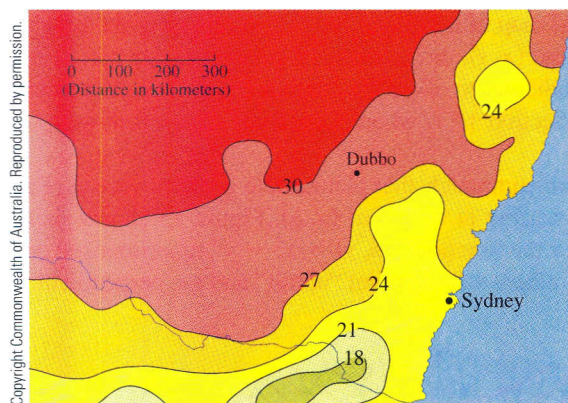 Copyright Commonwealth of Australia. Reproduced by permission.
0 100 200 300
(Distance in kilometers)
24
Dubbo
30
27
24
Sydney
21
18